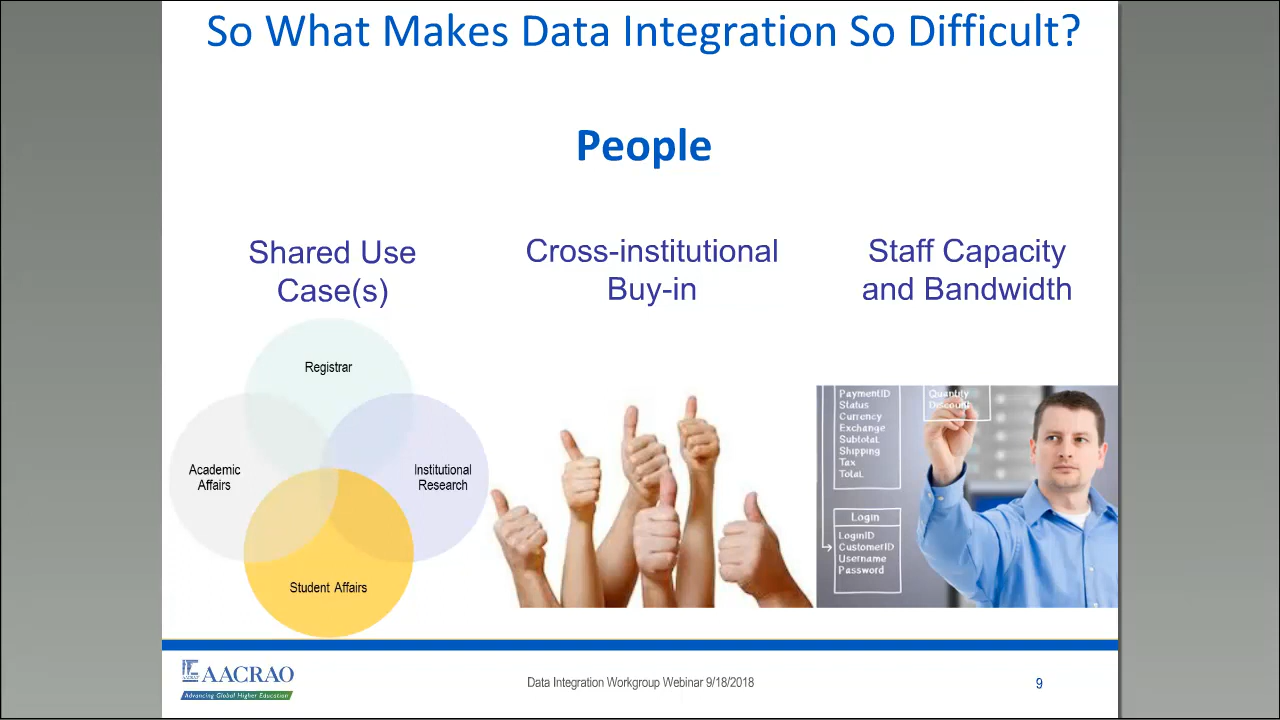 So What Makes Data Integration So Difficult?
People
Shared Use
Case(s)
Cross-institutional
Buy-in
Staff Capacity
and Bandwidth
Registrar
Academic
Affairs
Institutional
Research
Student Affairs
PaymentID
Status
Currency
Exchange
Subtotal
Shipping
Tax
Total
Quantity
Discount
Login
LoginID
CustomerID
Username
Password
AACRAO
Advancing Global Higher Education
Data Integration Workgroup Webinar 9/18/2018
9